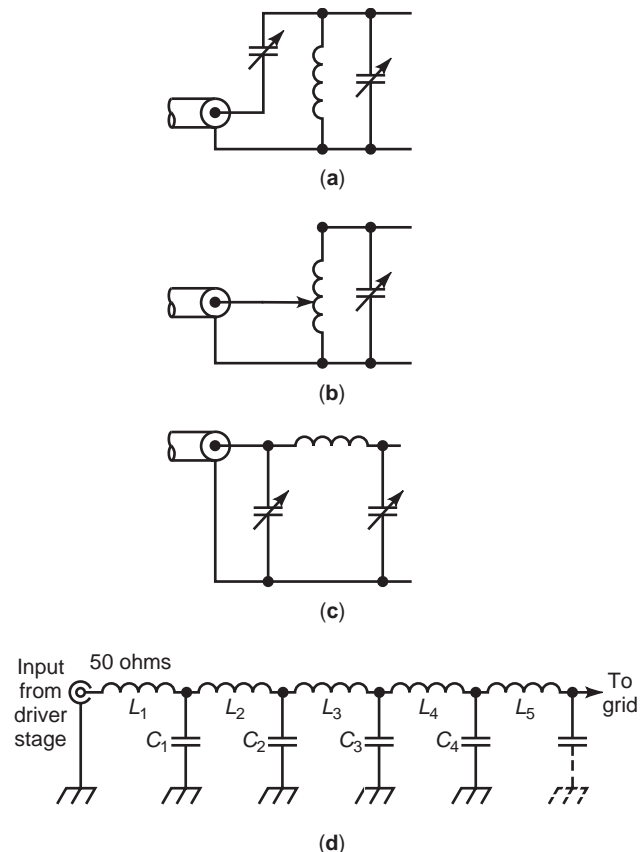 (a)
(b)
(c)
Input
from
driver
stage
50 ohms
L1
L2
L3
L4
L5
C1
C2
C3
C4
To
grid
(d)